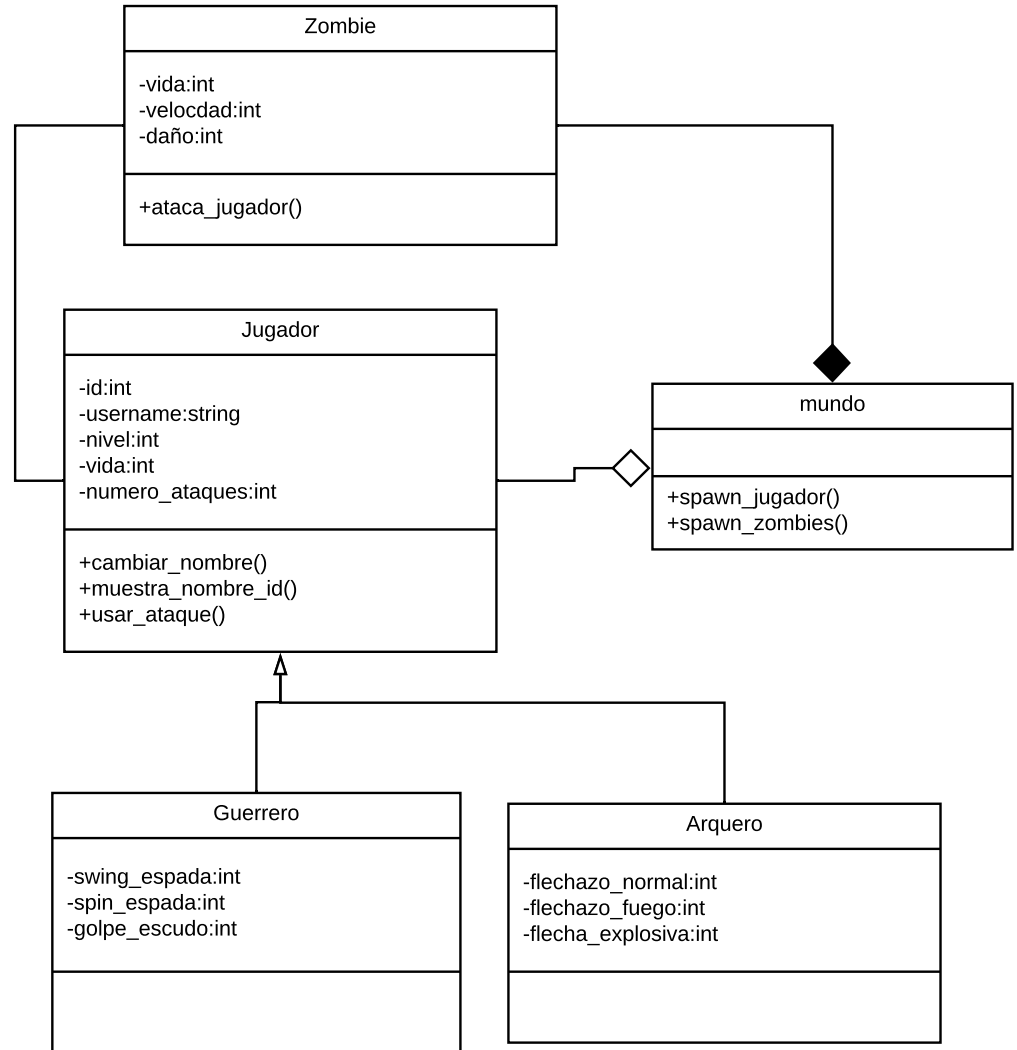 Zombie
-vida:int
-velocdad:int
-daño:int
+ataca_jugador()
Jugador
-id:int
-username:string
-nivel:int
-vida:int
-numero_ataques:int
+cambiar_nombre()
+muestra_nombre_id()
+usar_ataque()
mundo
+spawn_jugador()
+spawn_zombies()
Guerrero
-swing_espada:int
-spin_espada:int
-golpe_escudo:int
Arquero
-flechazo_normal:int
-flechazo_fuego:int
-flecha_explosiva:int